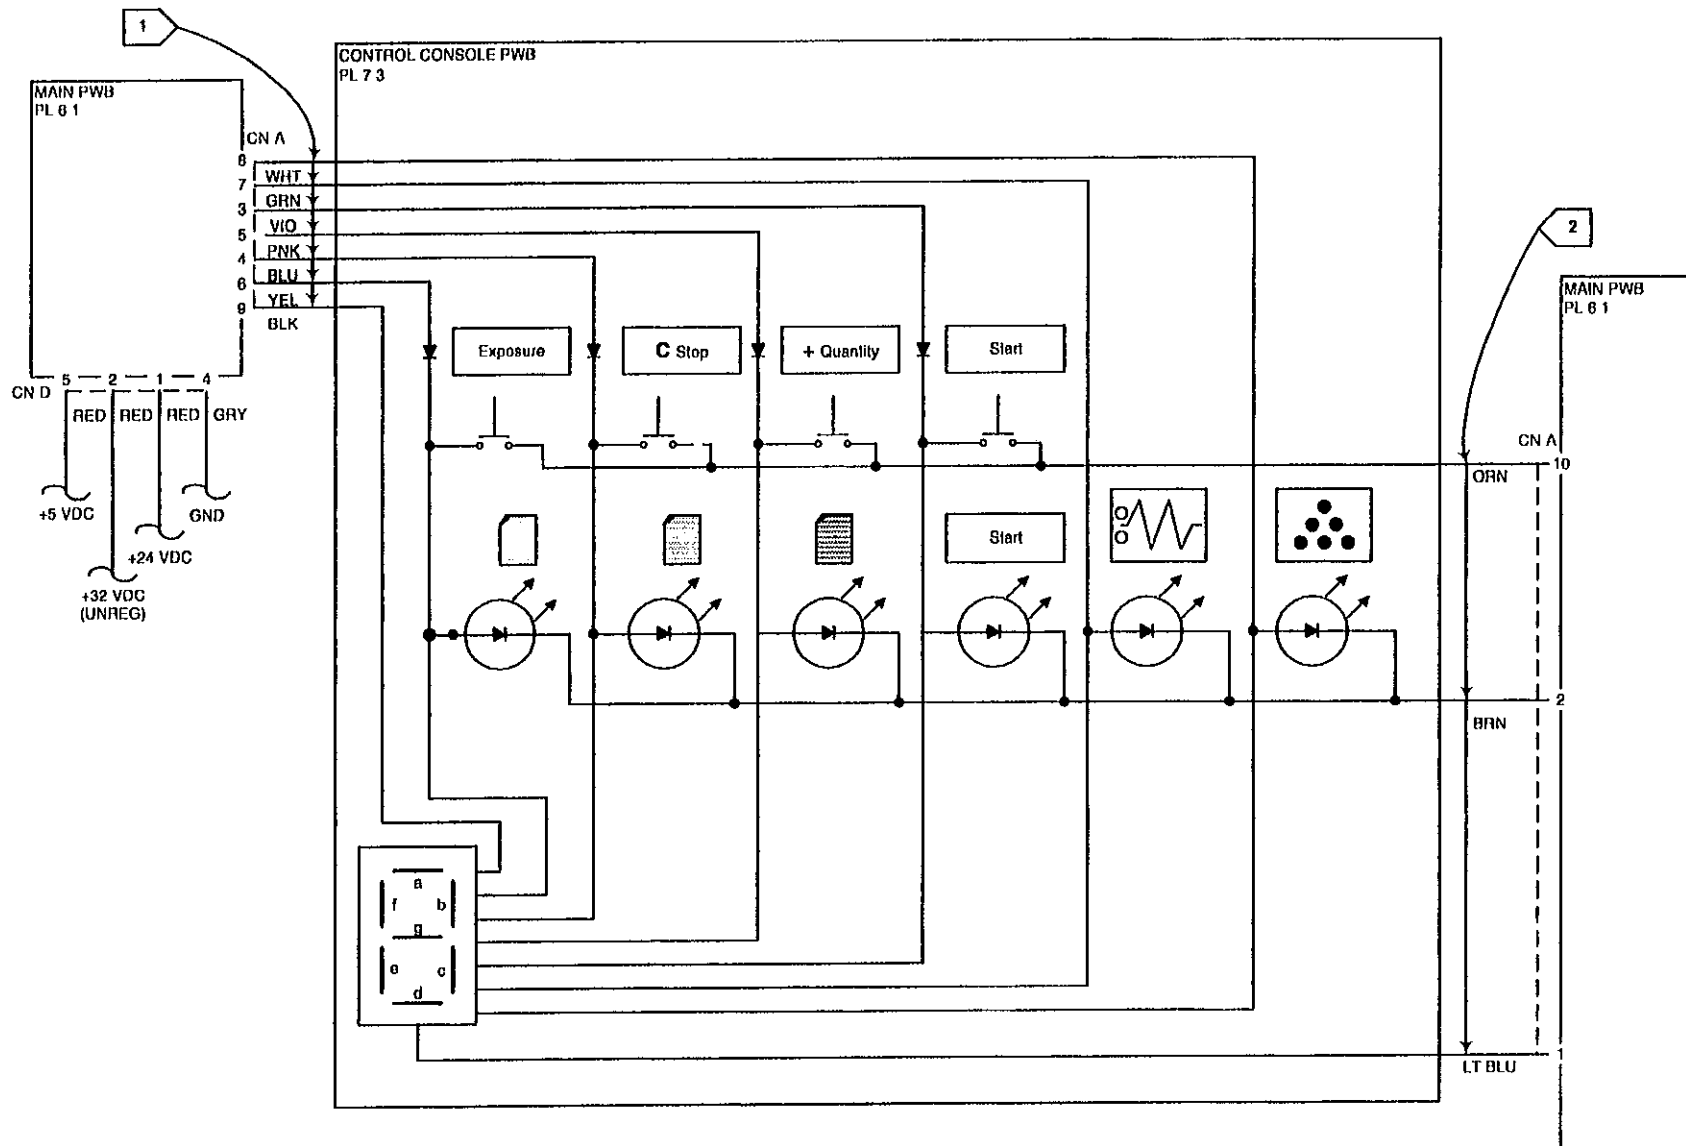 1
CONTROL CONSOLE PWB
PL 7 3
MAIN PWB
PL 6 1
CN A
8
WHT
7
GRN
3
VIO
5
PNK
4
BLU
6
YEL
9
BLK
2
MAIN PWB
PL 6 1
Exposure
C Stop
+ Quantity
Start
CN D
5
2
1
4
RED
RED
RED
GRY
CN A
10
ORN
+5 VDC
GND
+24 VDC
+32 VDC
(UNREG)
Start
2
BRN
a
f
b
g
e
c
d
1
LT BLU